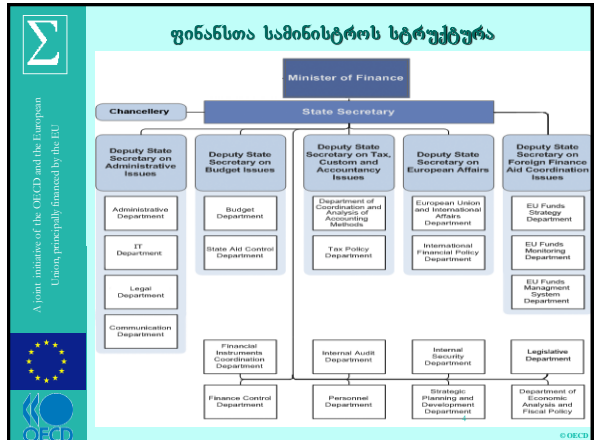 ფინანსთა სამინისტროს სტრუქტურა
A joint initiative of the OECD and the European
Union, principally financed by the EU
Minister of Finance
Chancellery
State Secretary
Deputy State
Secretary on
Administrative
Issues
Deputy State
Secretary on
Budget Issues
Deputy State
Secretary on Tax,
Custom and
Accountancy
Issues
Deputy State
Secretary on
European Affairs
Deputy State
Secretary on
Foreign Finance
Aid Coordination
Issues
Administrative
Department
Budget
Department
Department of
Coordination and
Analysis of
Accounting
Methods
European Union
and International
Affairs
Department
EU Funds
Strategy
Department
IT
Department
State Aid Control
Department
Tax Policy
Department
International
Financial Policy
Department
EU Funds
Monitoring
Department
Legal
Department
EU Funds
Managment
System
Department
Communication
Department
Financial
Instruments
Coordination
Department
Internal Audit
Department
Internal
Security
Department
Legislative
Department
Finance Control
Department
Personnel
Department
Strategic
Planning and
Development
Department
Department of
Economic
Analysis and
Fiscal Policy
4
OECD
© OECD